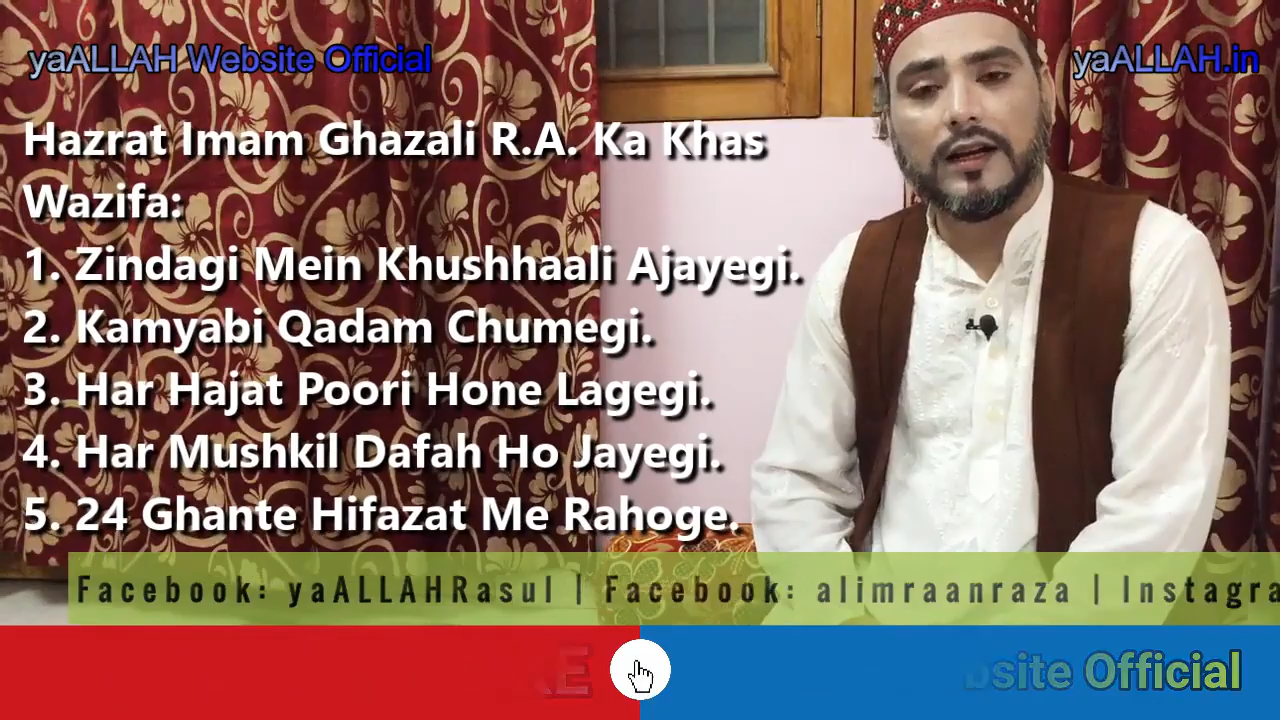 yaALLAH Website Official
yaALLAH.in
Hazrat Imam Ghazali R.A. Ka Khas
Wazifa:
1. Zindagi Mein Khushhaali Ajayegi.
2. Kamyabi Qadam Chumegi.
3. Har Hajat Poori Hone Lagegi.
4. Har Mushkil Dafah Ho Jayegi.
5. 24 Ghante Hifazat Me Rahoge.
Facebook: yaALLAHRasul | Facebook: alimraanraza | Instagra
Official